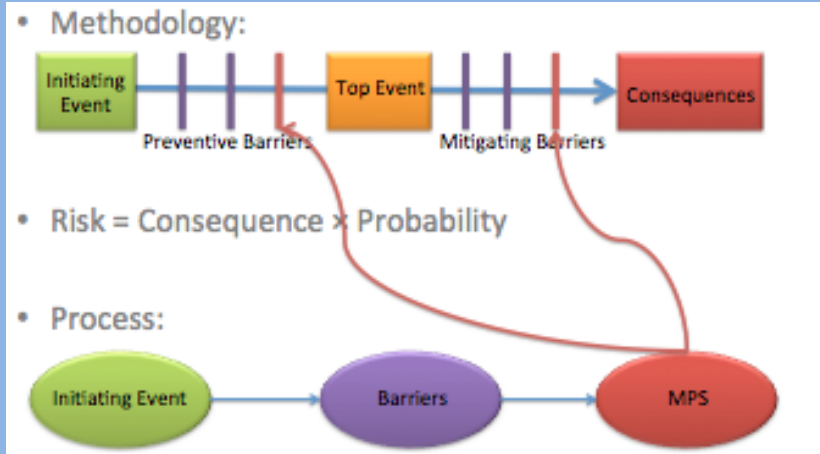 • Methodology:
Initiating
Event
Top Event
Consequences
Preventive Barriers
Mitigating Barriers
• Risk = Consequence × Probability
• Process:
Initiating Event
Barriers
MPS